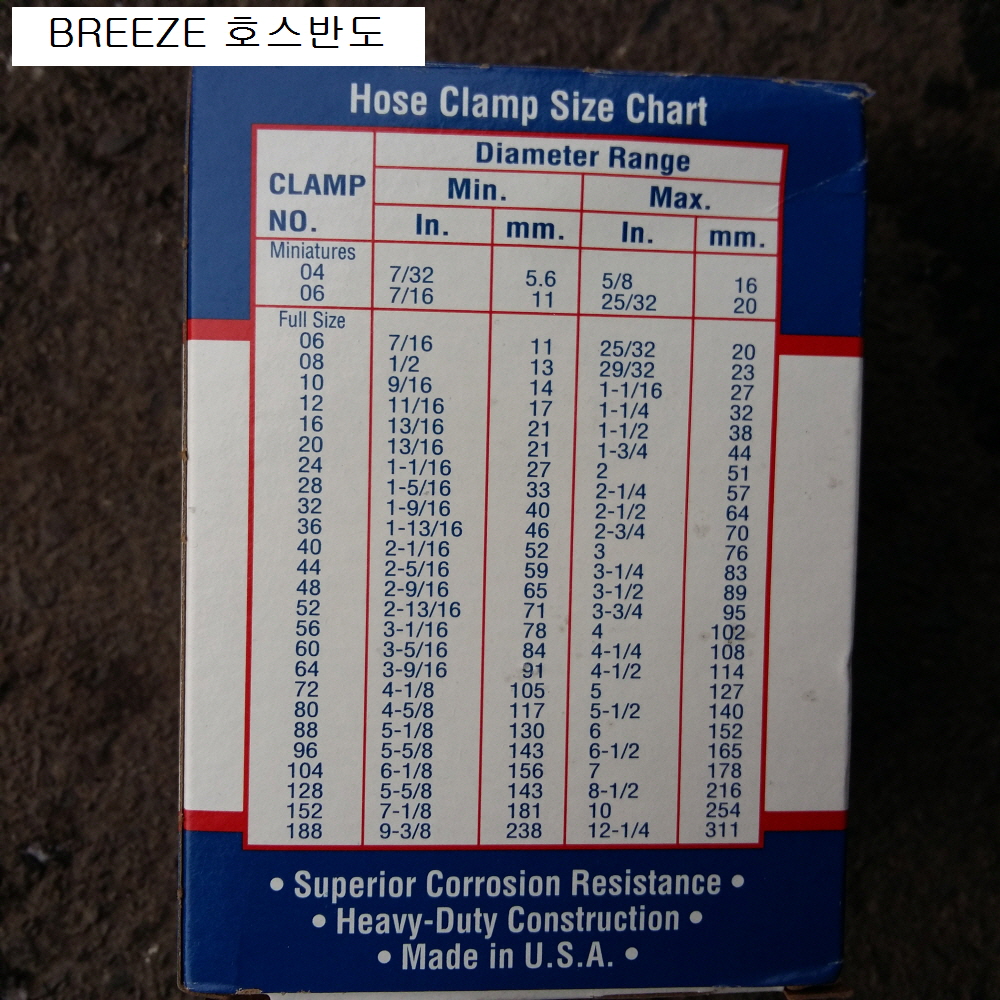 BREEZE 호스반도
Hose Clamp Size Chart
Diameter Range
CLAMP NO. Min. Max.
In. mm. In. mm.
Miniatures
04 7/32 5.6 5/8 16
06 7/16 11 25/32 20
Full Size
06 7/16 11 25/32 20
08 1/2 13 29/32 23
10 9/16 14 1-1/16 27
12 11/16 17 1-1/4 32
16 13/16 21 1-1/2 38
20 13/16 21 1-3/4 44
24 1-1/16 27 2 51
28 1-5/16 33 2-1/4 57
32 1-9/16 40 2-1/2 64
36 1-13/16 46 2-3/4 70
40 2-1/16 52 3 76
44 2-5/16 59 3-1/4 83
48 2-9/16 65 3-1/2 89
52 2-13/16 71 3-3/4 95
56 3-1/16 78 4 102
60 3-5/16 84 4-1/4 108
64 3-9/16 91 4-1/2 114
72 4-1/8 105 5 127
80 4-5/8 117 5-1/2 140
88 5-1/8 130 6 152
96 5-5/8 143 6-1/2 165
104 6-1/8 156 7 178
128 5-5/8 143 8-1/2 216
152 7-1/8 181 10 254
188 9-3/8 238 12-1/4 311
• Superior Corrosion Resistance •
• Heavy-Duty Construction •
• Made in U.S.A. •